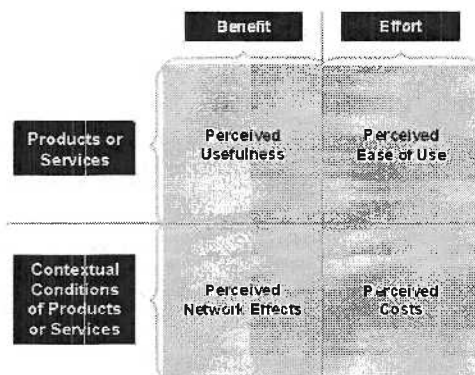 Benefit
Effort
Products or
Services
Perceived
Usefulness
Perceived
Ease of Use
Contextual
Conditions
of Products
or Services
Perceived
Network Effects
Perceived
Costs